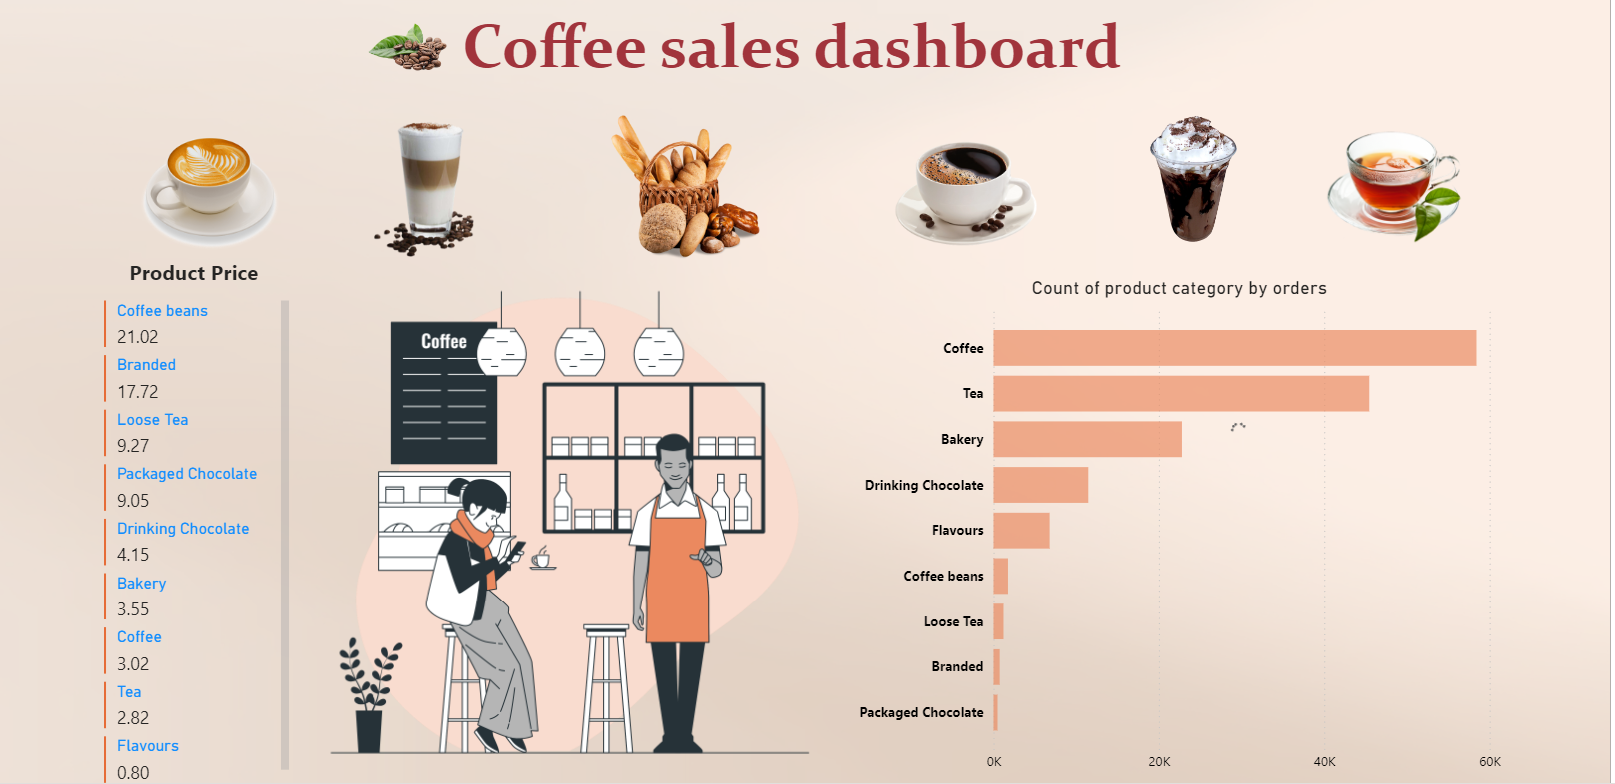 Coffee sales dashboard
Product Price
Coffee beans
21.02
Branded
17.72
Loose Tea
9.27
Packaged Chocolate
9.05
Drinking Chocolate
4.15
Bakery
3.55
Coffee
3.02
Tea
2.82
Flavours
0.80
Coffee
Count of product category by orders
Coffee
Tea
Bakery
Drinking Chocolate
Flavours
Coffee beans
Loose Tea
Branded
Packaged Chocolate
0K 20K 40K 60K